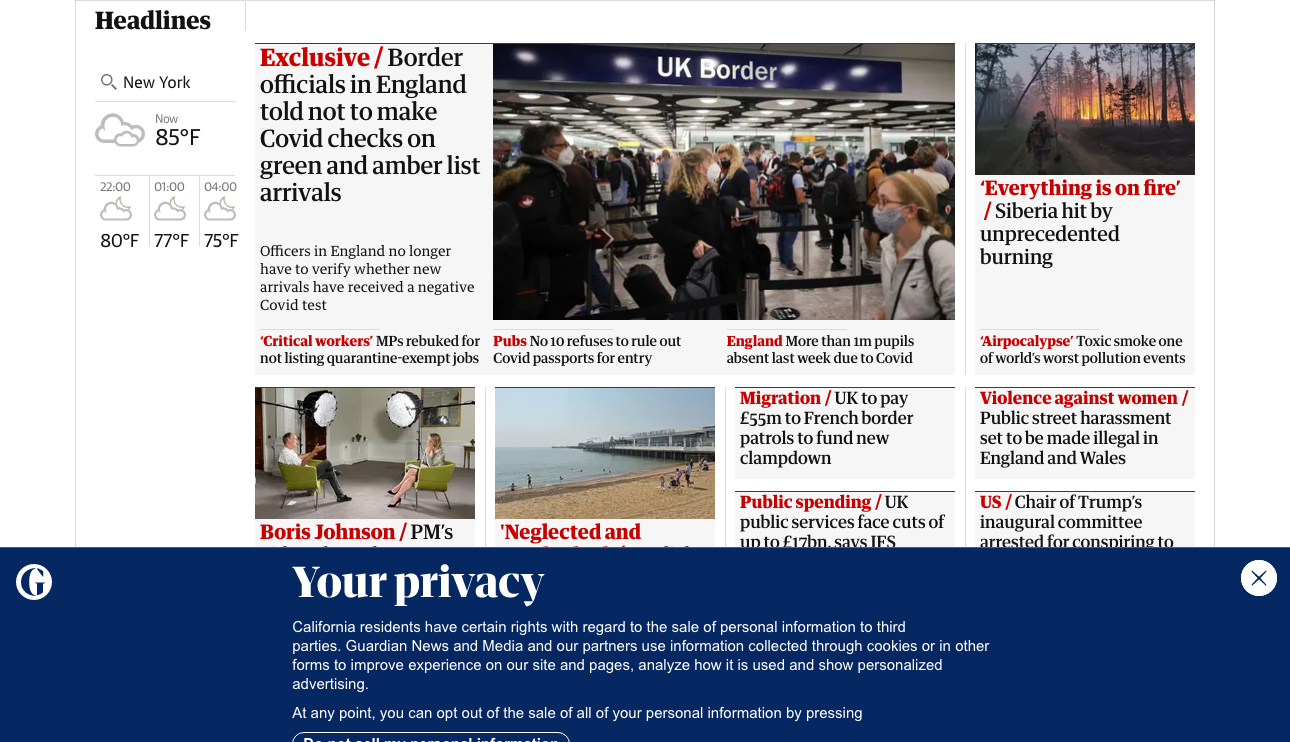 Headlines
New York
Now
85°F
22:00
01:00
04:00
80°F
77°F
75°F
Exclusive / Border
officials in England
told not to make
Covid checks on
green and amber list
arrivals
Officers in England no longer
have to verify whether new
arrivals have received a negative
Covid test
UK Border
‘Everything is on fire’
/ Siberia hit by
unprecedented
burning
‘Critical workers’ MPs rebuked for
not listing quarantine-exempt jobs
Pubs No 10 refuses to rule out
Covid passports for entry
England More than 1m pupils
absent last week due to Covid
‘Airpocalypse’ Toxic smoke one
of world’s worst pollution events
Migration / UK to pay
£55m to French border
patrols to fund new
clampdown
Violence against women /
Public street harassment
set to be made illegal in
England and Wales
Boris Johnson / PM’s
'Neglected and
Public spending / UK
public services face cuts of
up to £17bn, says IFS
US / Chair of Trump’s
inaugural committee
arrested for conspiring to
Your privacy
California residents have certain rights with regard to the sale of personal information to third
parties. Guardian News and Media and our partners use information collected through cookies or in other
forms to improve experience on our site and pages, analyze how it is used and show personalized
advertising.
At any point, you can opt out of the sale of all of your personal information by pressing
Do not sell my personal information